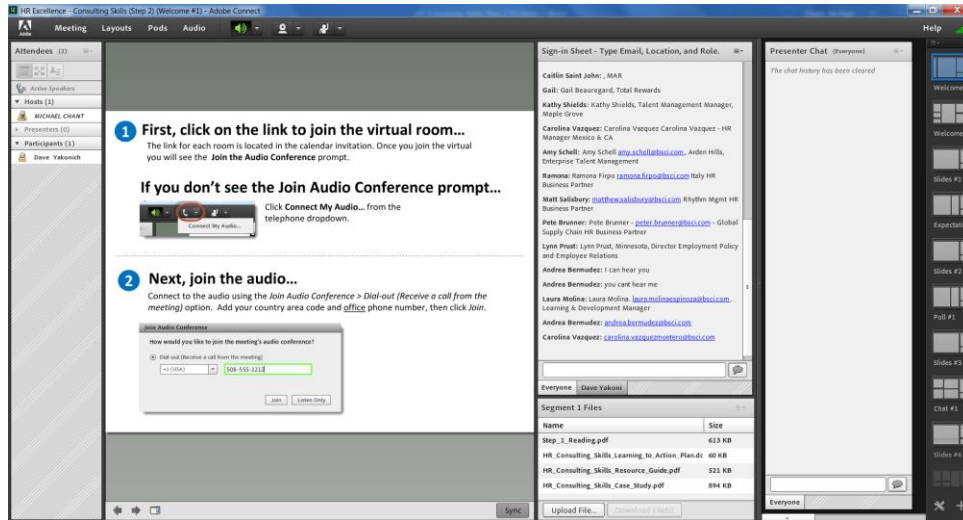 HR Excellence - Consulting Skills (Step 2) (Welcome #1) - Adobe Connect
Adobe
Meeting Layouts Pods Audio
Help
Attendees (2)
Active Speakers
Hosts (1)
MICHAEL CHANT
Presenters (0)
Participants (1)
Dave Yakonich
1 First, click on the link to join the virtual room...
The link for each room is located in the calendar invitation. Once you join the virtual
you will see the Join the Audio Conference prompt.
If you don't see the Join Audio Conference prompt...
Click Connect My Audio... from the
telephone dropdown.
Connect My Audio...
2 Next, join the audio...
Connect to the audio using the Join Audio Conference > Dial-out (Receive a call from the
meeting) option. Add your country area code and office phone number, then click Join.
Join Audio Conference
How would you like to join the meeting's audio conference?
Dial-out [Receive a call from the meeting]
+1 (USA) 508-555-1212
Join Listen Only
Sync
Sign-in Sheet - Type Email, Location, and Role.
Caitlin Saint John: , MAR
Gail: Gail Beauregard, Total Rewards
Kathy Shields: Kathy Shields, Talent Management Manager,
Maple Grove
Carolina Vazquez: Carolina Vazquez Carolina Vazquez - HR
Manager Mexico & CA
Amy Schell: Amy Schell amy.schell@bsci.com , Arden Hills,
Enterprise Talent Management
Ramona: Ramona Firpo ramona.firpo@bsci.com Italy HR
Business Partner
Matt Salisbury: matthew.salisbury@bsci.com Rhythm Mgmt HR
Business Partner
Pete Brunner: Pete Brunner - peter.brunner@bsci.com - Global
Supply Chain HR Business Partner
Lynn Prust: Lynn Prust, Minnesota, Director Employment Policy
and Employee Relations
Andrea Bermudez: I can hear you
Andrea Bermudez: you cant hear me
Laura Molina: Laura Molina. laura.molinaespinoza@bsci.com ,
Learning & Development Manager
Andrea Bermudez: andrea.bermudez@bsci.com
Carolina Vazquez: carolina.vazquezmontero@bsci.com
Everyone Dave Yakoni
Segment 1 Files
Name Size
Step_1_Reading.pdf 613 KB
HR_Consulting_Skills_Learning_to_Action_Plan.dc 60 KB
HR_Consulting_Skills_Resource_Guide.pdf 521 KB
HR_Consulting_Skills_Case_Study.pdf 894 KB
Upload File... Download File(s)
Presenter Chat (Everyone)
The chat history has been cleared
Everyone
Welcome
Welcome
Slides #1
Expectati
Slides #2
Poll #1
Slides #3
Chat #1
Slides #4